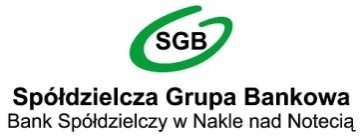 SGB
Spółdzielcza Grupa Bankowa
Bank Spółdzielczy w Nakle nad Notecią